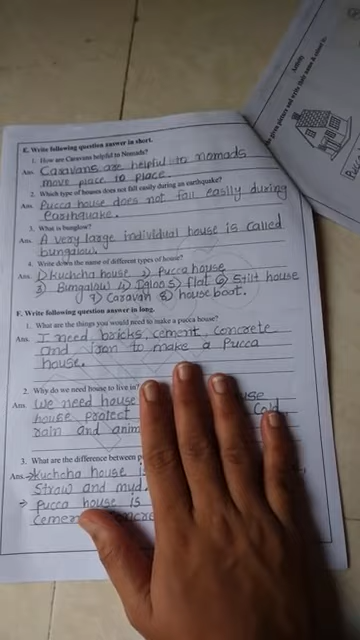 E. Write following question answer in short.
1. How are Caravans helpful to Nomads?
Ans. Caravans are helpful to nomads
move place to place.
2. Which type of houses does not fall easily during an earthquake?
Ans. Pucca house does not fall easily during
earthquake.
3. What is bunglow?
Ans. A very large individual house is called
bungalow.
4. Write down the name of different types of house?
Ans. 1) kuchcha house 2) Pucca house
3) Bungalow 4) Igloo 5) flat 6) Stilt house
7) Caravan 8) house boat.
F. Write following question answer in long.
1. What are the things you would need to make a pucca house?
Ans. I need bricks, cement, concrete
and iron to make a Pucca
house.
2. Why do we need house to live in?
Ans. We need house
house protect cold,
rain and
3. What are the difference between
Ans. → kuchcha house
Straw and mud.
→ pucca house is
Activity